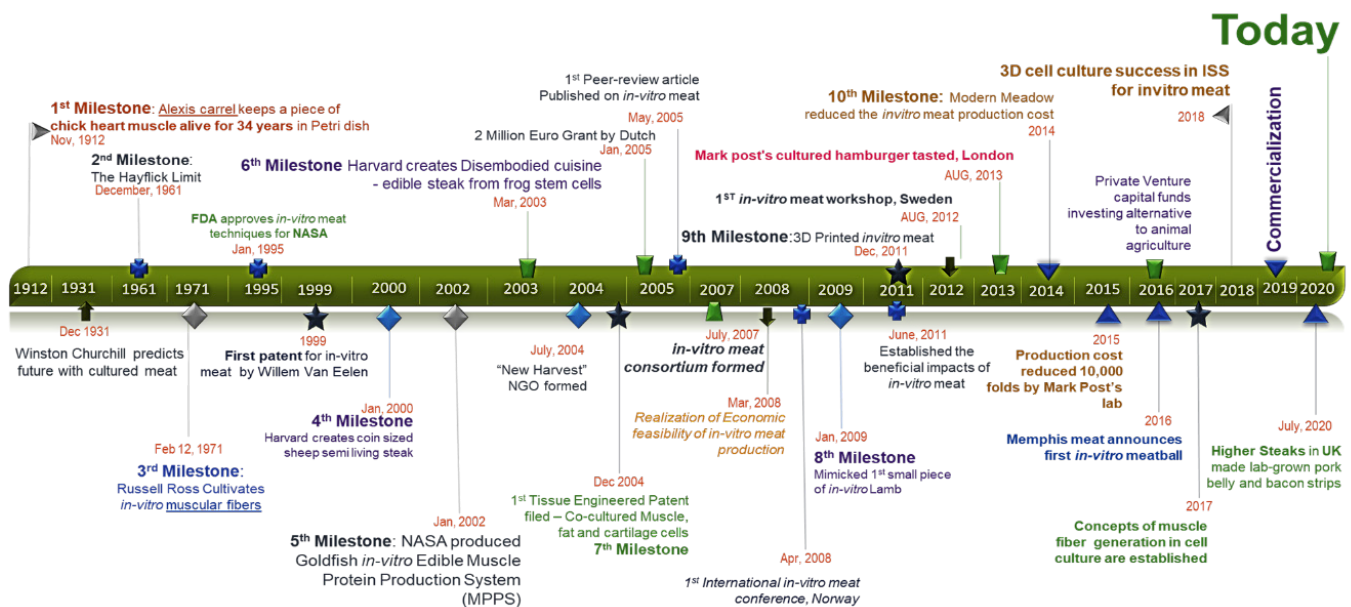 Today
1st Milestone: Alexis carrel keeps a piece of
chick heart muscle alive for 34 years in Petri dish
Nov, 1912
2nd Milestone:
The Hayflick Limit
December, 1961
FDA approves in-vitro meat
techniques for NASA
Jan, 1995
6th Milestone Harvard creates Disembodied cuisine
- edible steak from frog stem cells
Mar, 2003
1st Peer-review article
Published on in-vitro meat
May, 2005
2 Million Euro Grant by Dutch
Jan, 2005
Mark post's cultured hamburger tasted, London
AUG, 2013
1ST in-vitro meat workshop, Sweden
AUG, 2012
9th Milestone:3D Printed invitro meat
Dec, 2011
10th Milestone: Modern Meadow
reduced the invitro meat production cost
2014
3D cell culture success in ISS
for invitro meat
2018
Private Venture
capital funds
investing alternative
to animal
agriculture
Commercialization
1912 1931 1961 1971 1995 1999 2000 2002 2003 2004 2005 2007 2008 2009 2011 2012 2013 2014 2015 2016 2017 2018 2019 2020
Dec 1931
Winston Churchill predicts
future with cultured meat
Feb 12, 1971
3rd Milestone:
Russell Ross Cultivates
in-vitro muscular fibers
1999
First patent for in-vitro
meat by Willem Van Eelen
Jan, 2000
4th Milestone
Harvard creates coin sized
sheep semi living steak
Jan, 2002
5th Milestone: NASA produced
Goldfish in-vitro Edible Muscle
Protein Production System
(MPPS)
July, 2004
“New Harvest”
NGO formed
Dec 2004
1st Tissue Engineered Patent
filed – Co-cultured Muscle,
fat and cartilage cells
7th Milestone
July, 2007
in-vitro meat
consortium formed
Mar, 2008
Realization of Economic
feasibility of in-vitro meat
production
Apr, 2008
1st International in-vitro meat
conference, Norway
Jan, 2009
8th Milestone
Mimicked 1st small piece
of in-vitro Lamb
June, 2011
Established the
beneficial impacts of
in-vitro meat
2015
Production cost
reduced 10,000
folds by Mark Post's
lab
2016
Memphis meat announces
first in-vitro meatball
2017
Concepts of muscle
fiber generation in cell
culture are established
July, 2020
Higher Steaks in UK
made lab-grown pork
belly and bacon strips